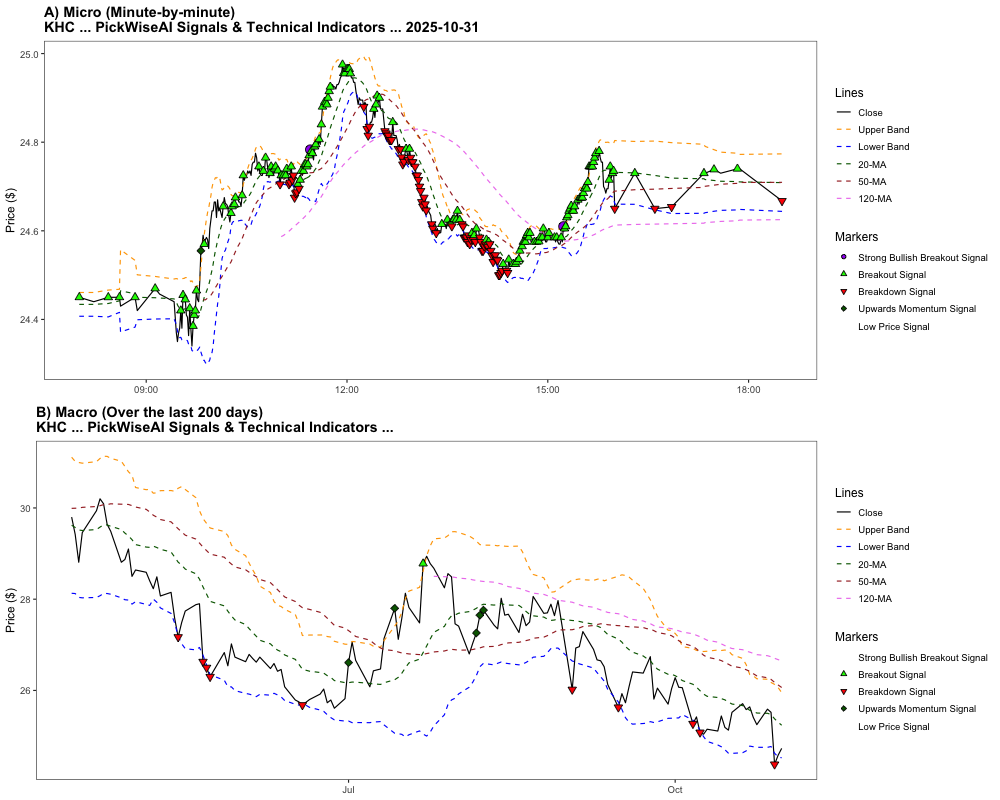 A) Micro (Minute-by-minute)
KHC ... PickWiseAI Signals & Technical Indicators ... 2025-10-31
Price ($)
25.0
24.8
24.6
24.4
09:00
12:00
15:00
18:00
Lines
Close
Upper Band
Lower Band
20-MA
50-MA
120-MA
Markers
Strong Bullish Breakout Signal
Breakout Signal
Breakdown Signal
Upwards Momentum Signal
Low Price Signal
B) Macro (Over the last 200 days)
KHC ... PickWiseAI Signals & Technical Indicators ...
Price ($)
30
28
26
Jul
Oct
Lines
Close
Upper Band
Lower Band
20-MA
50-MA
120-MA
Markers
Strong Bullish Breakout Signal
Breakout Signal
Breakdown Signal
Upwards Momentum Signal
Low Price Signal